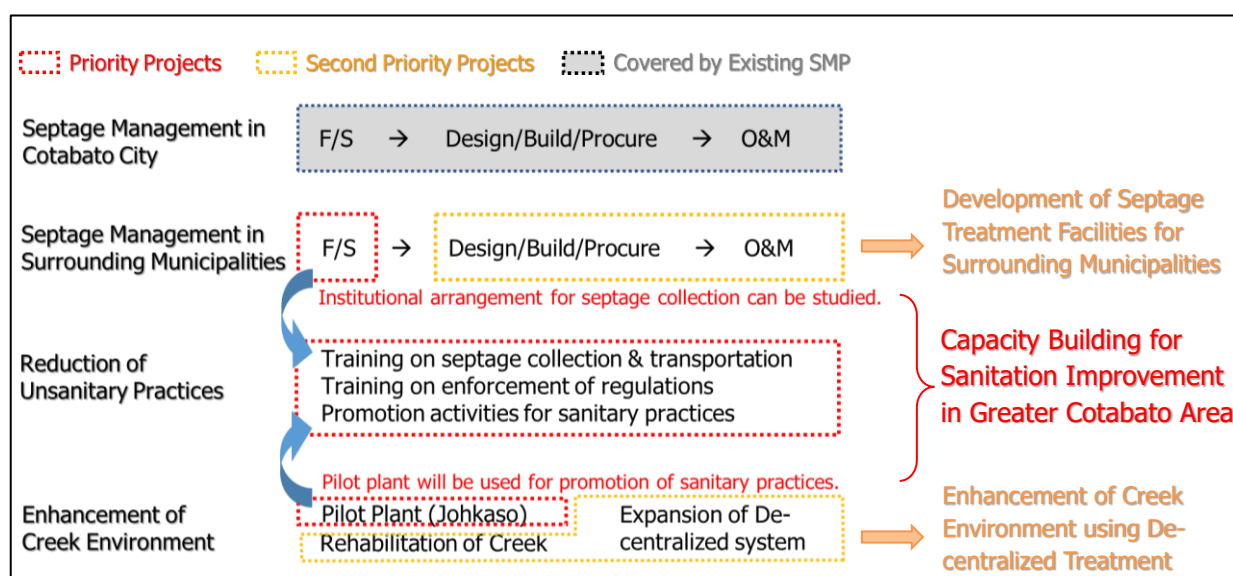 Priority Projects
Second Priority Projects
Covered by Existing SMP
Septage Management in
Cotabato City
F/S → Design/Build/Procure → O&M
Septage Management in
Surrounding Municipalities
F/S → Design/Build/Procure → O&M
Development of Septage
Treatment Facilities for
Surrounding Municipalities
Institutional arrangement for septage collection can be studied.
Reduction of
Unsanitary Practices
Training on septage collection & transportation
Training on enforcement of regulations
Promotion activities for sanitary practices
Capacity Building for
Sanitation Improvement
in Greater Cotabato Area
Pilot plant will be used for promotion of sanitary practices.
Enhancement of
Creek Environment
Pilot Plant (Johkaso)
Rehabilitation of Creek
Expansion of De-
centralized system
Enhancement of Creek
Environment using De-
centralized Treatment